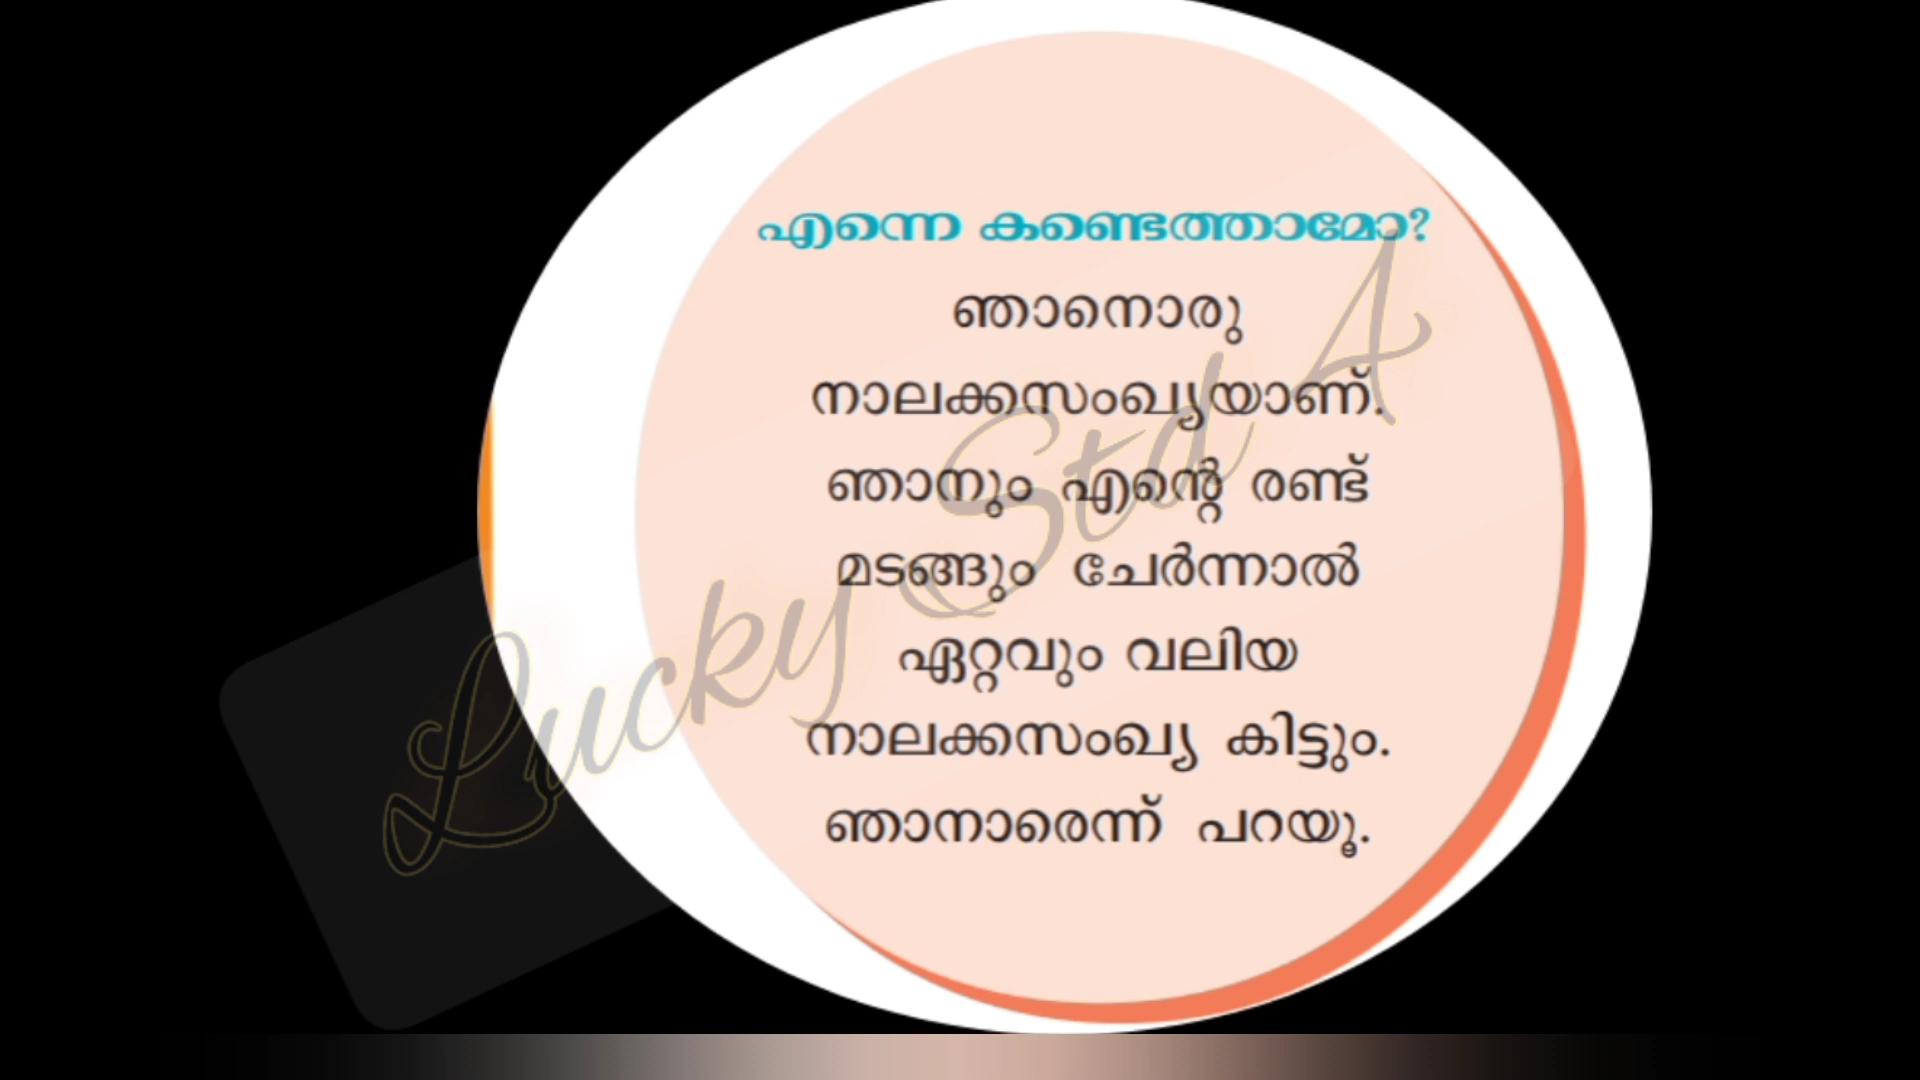 എന്നെ കണ്ടെത്താമോ?
ഞാനൊരു
നാലക്കസംഖ്യയാണ്.
ഞാനും എന്റെ രണ്ട്
മടങ്ങും ചേർന്നാൽ
ഏറ്റവും വലിയ
നാലക്കസംഖ്യ കിട്ടും.
ഞാനാരെന്ന് പറയൂ.
Lucky Std A